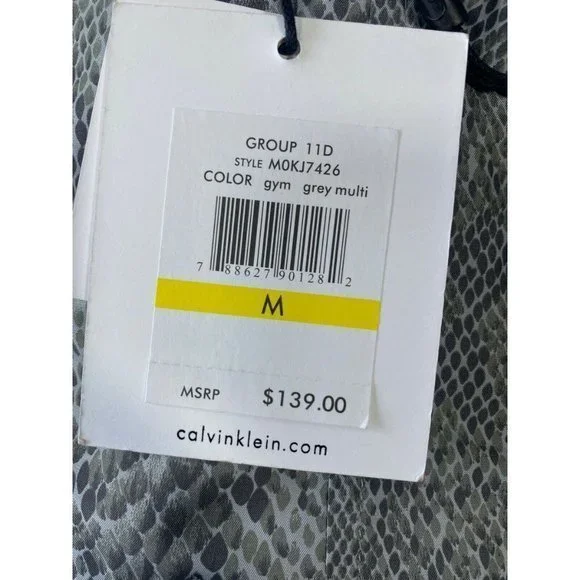 GROUP 11D
STYLE M0KJ7426
COLOR gym grey multi
7 88627 90128 2
M
MSRP $139.00
calvinklein.com